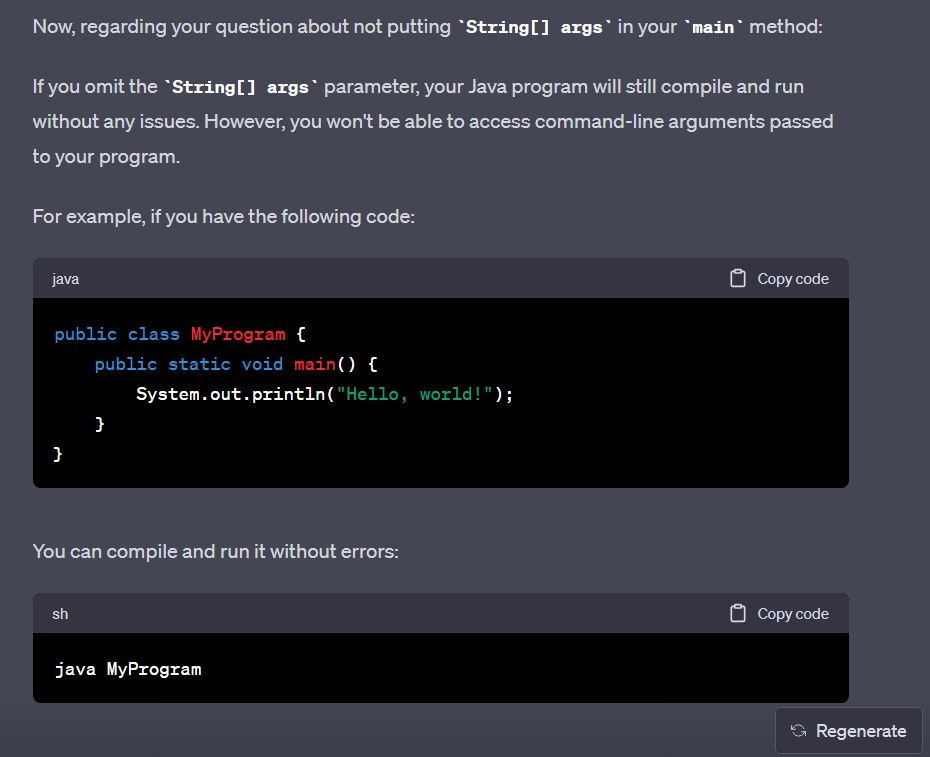 Now, regarding your question about not putting `String[] args` in your `main` method:
If you omit the `String[] args` parameter, your Java program will still compile and run
without any issues. However, you won't be able to access command-line arguments passed
to your program.
For example, if you have the following code:
java Copy code
public class MyProgram {
    public static void main() {
        System.out.println("Hello, world!");
    }
}
You can compile and run it without errors:
sh Copy code
java MyProgram
Regenerate